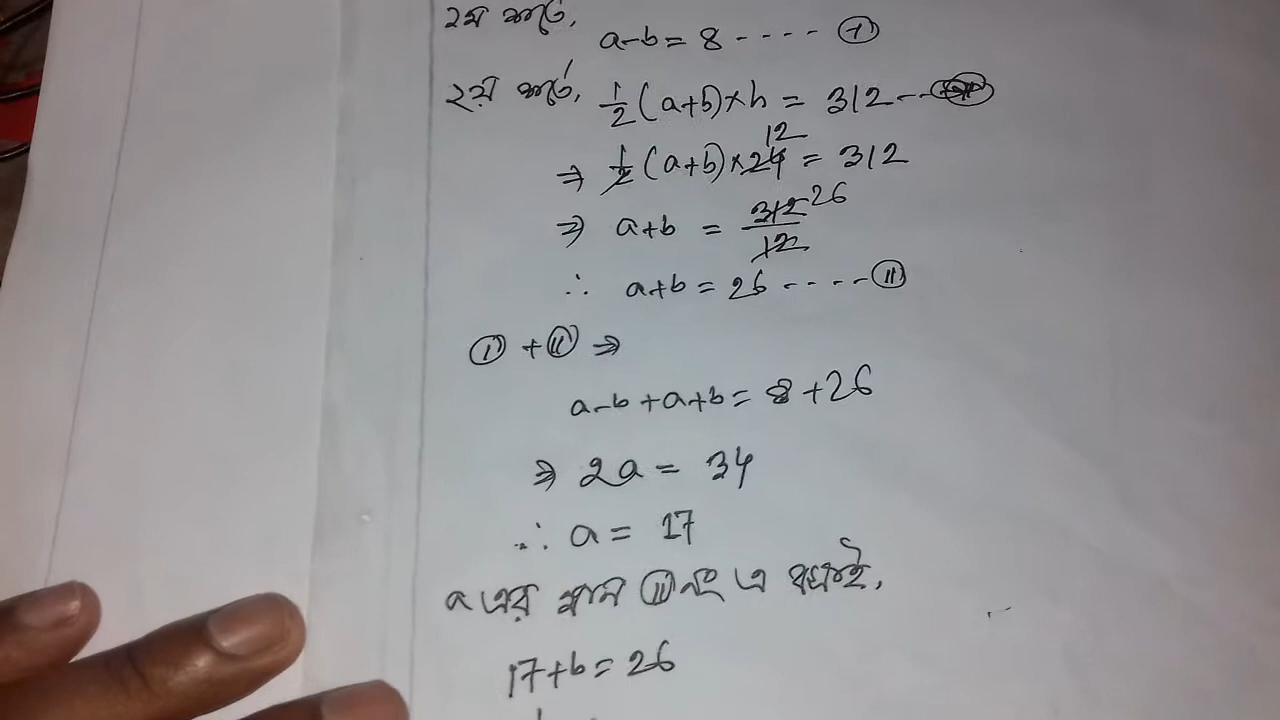 ১ম শর্তে,
a-b = 8 ---- (i)
২য় শর্তে, 1/2 (a+b)×h = 312 --
⇒ 1/2 (a+b)×24 12 = 312
⇒ a+b = 312/12 26
∴ a+b = 26 ---- (ii)
(i) + (ii) ⇒
a-b+a+b = 8+26
⇒ 2a = 34
∴ a = 17
a এর মান (ii) নং এ বসাই,
17+b = 26